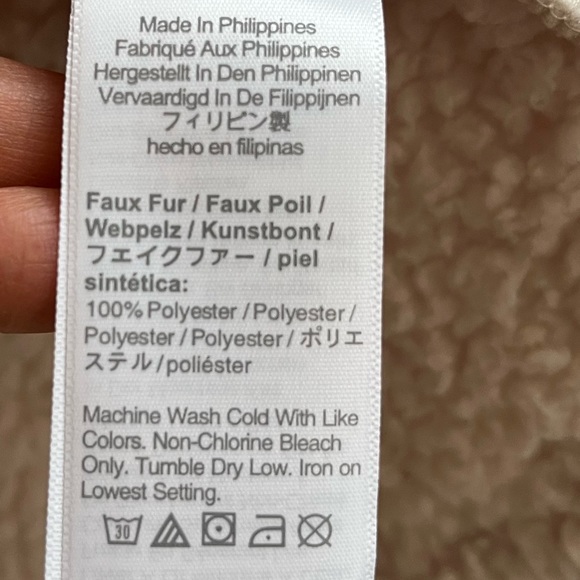 Made In Philippines
Fabriqué Aux Philippines
Hergestellt In Den Philippinen
Vervaardigd In De Filippijnen
フィリピン製
hecho en filipinas
Faux Fur / Faux Poil /
Webpelz / Kunstbont /
フェイクファー / piel
sintética:
100% Polyester / Polyester /
Polyester / Polyester / ポリエ
ステル / poliéster
Machine Wash Cold With Like
Colors. Non-Chlorine Bleach
Only. Tumble Dry Low. Iron on
Lowest Setting.
30